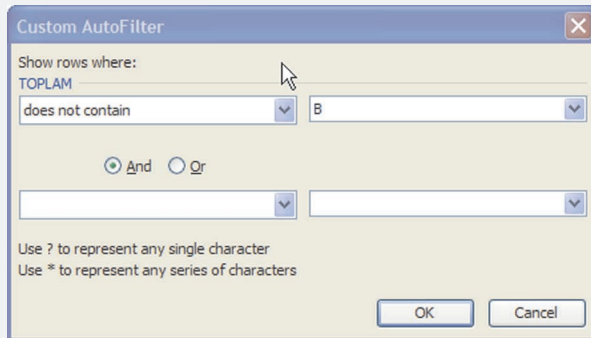 Custom AutoFilter
Show rows where:
TOPLAM
does not contain B
And Or
Use ? to represent any single character
Use * to represent any series of characters
OK Cancel